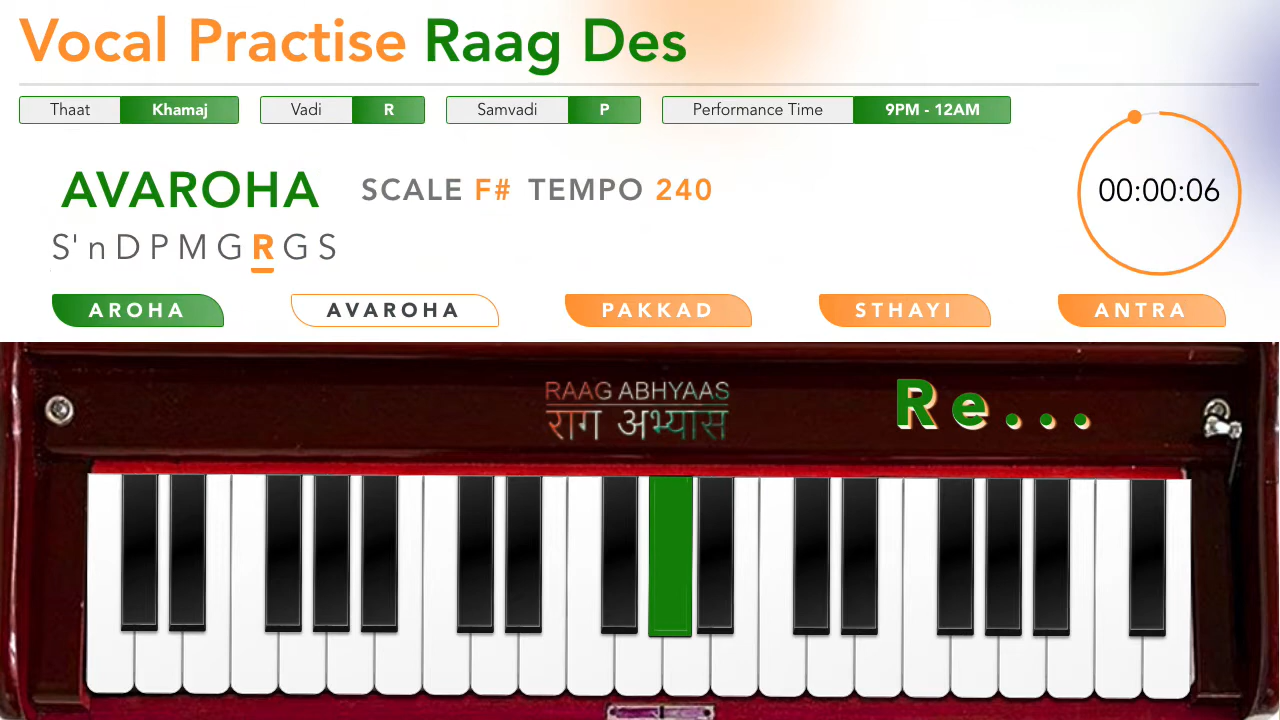 Vocal Practise Raag Des
Thaat Khamaj Vadi R Samvadi P Performance Time 9PM - 12AM
AVAROHA SCALE F# TEMPO 240
00:00:06
S' n D P M G R G S
AROHA AVAROHA PAKKAD STHAYI ANTRA
RAAG ABHYAAS
राग अभ्यास
Re...